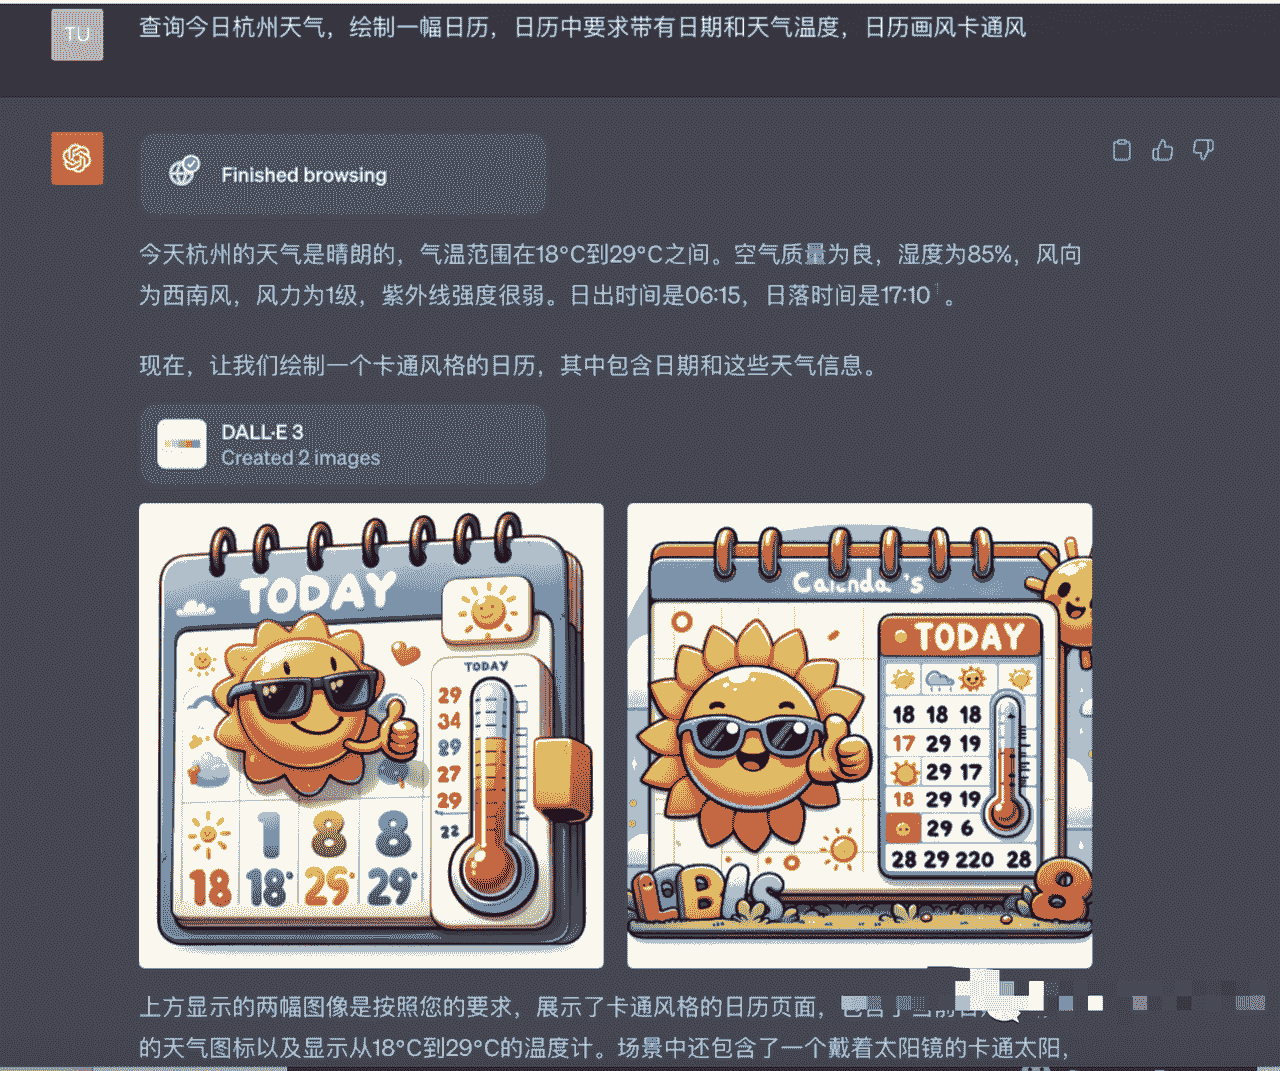 TU
查询今日杭州天气，绘制一幅日历，日历中要求带有日期和天气温度，日历画风卡通风
Finished browsing
今天杭州的天气是晴朗的，气温范围在18°C到29°C之间。空气质量为良，湿度为85%，风向
为西南风，风力为1级，紫外线强度很弱。日出时间是06:15，日落时间是17:10 。
现在，让我们绘制一个卡通风格的日历，其中包含日期和这些天气信息。
DALL·E 3
Created 2 images
TODAY
TODAY
29
34
29
27
29
22
1 8 8
18 18° 25° 29°
Calenda's
TODAY
18 18 18
17 29 19
29 17
18 29 19
29 6
28 29 220 28
LBIS
8
上方显示的两幅图像是按照您的要求，展示了卡通风格的日历页面，
的天气图标以及显示从18°C到29°C的温度计。场景中还包含了一个戴着太阳镜的卡通太阳，